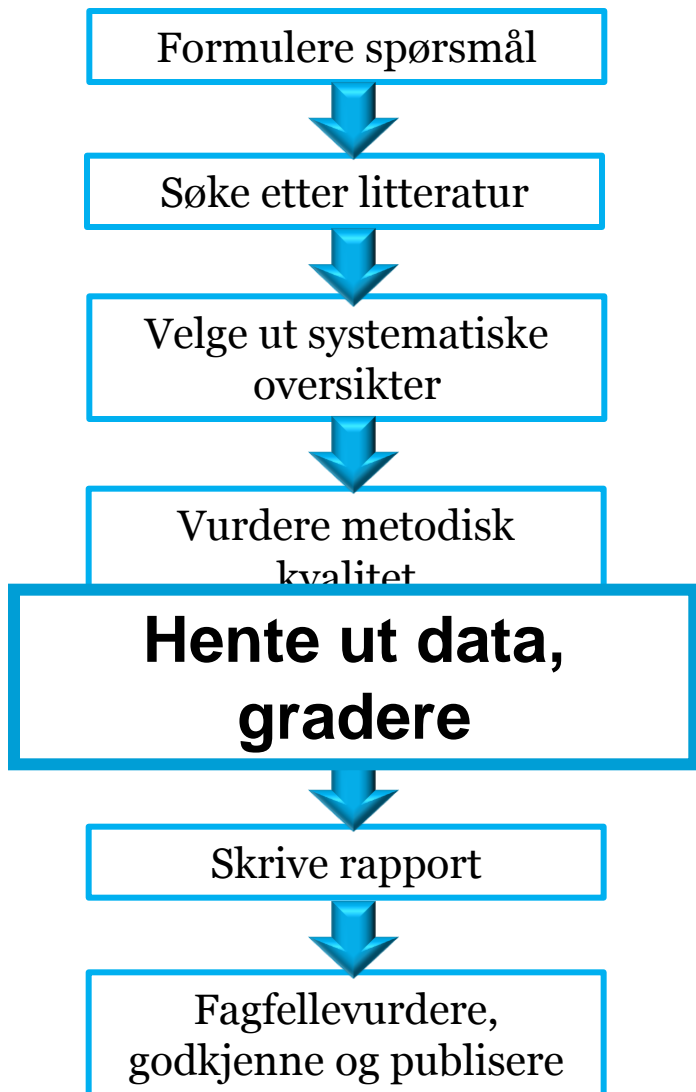 Formulere spørsmål
Søke etter litteratur
Velge ut systematiske
oversikter
Vurdere metodisk
kvalitet
Hente ut data,
gradere
Skrive rapport
Fagfellevurdere,
godkjenne og publisere